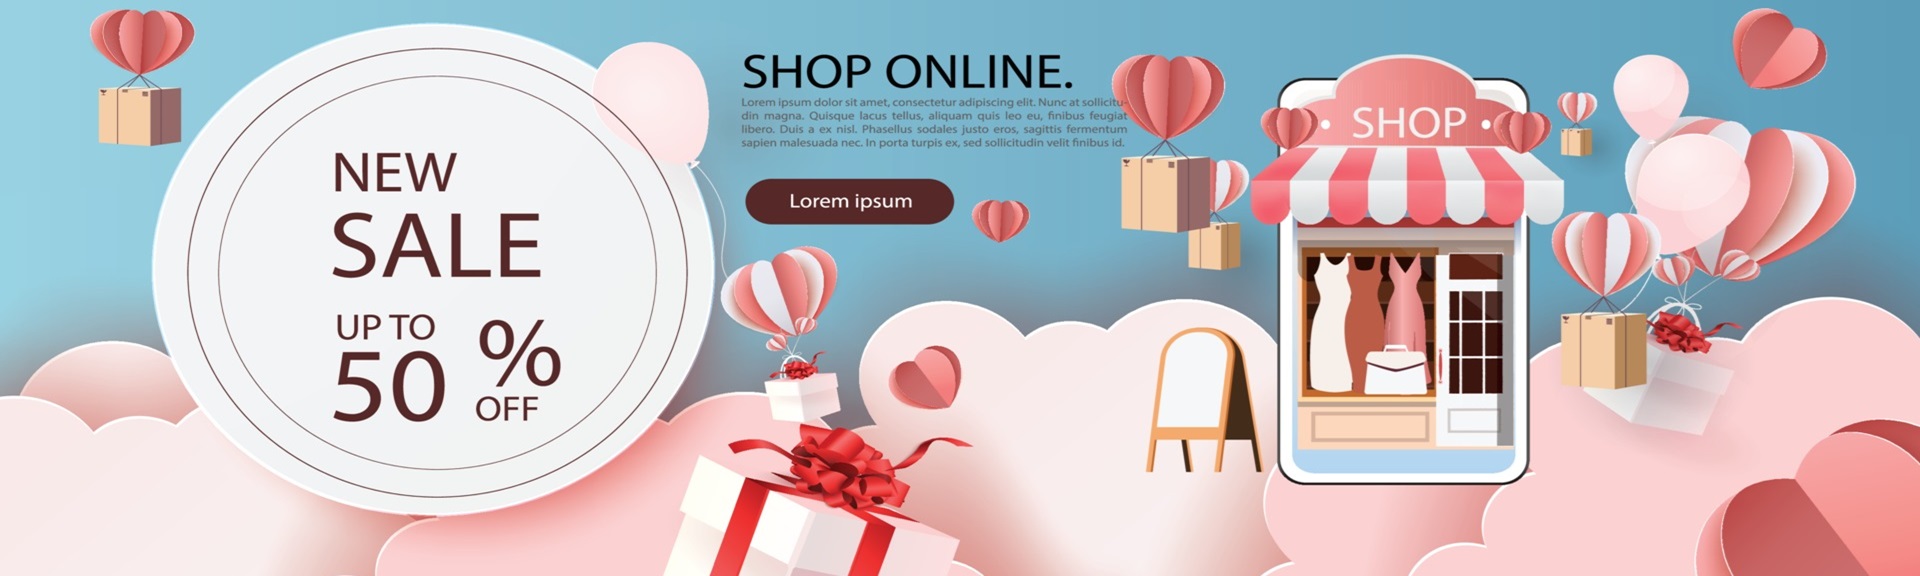 NEW
SALE
UP TO
50 %
OFF
SHOP ONLINE.
Lorem ipsum dolor sit amet, consectetur adipiscing elit. Nunc at sollicitu-
din magna. Quisque lacus tellus, aliquam quis leo eu, finibus feugiat
libero. Duis a ex nisl. Phasellus sodales justo eros, sagittis fermentum
sapien malesuada nec. In porta turpis ex, sed sollicitudin velit finibus id.
Lorem ipsum
• SHOP •